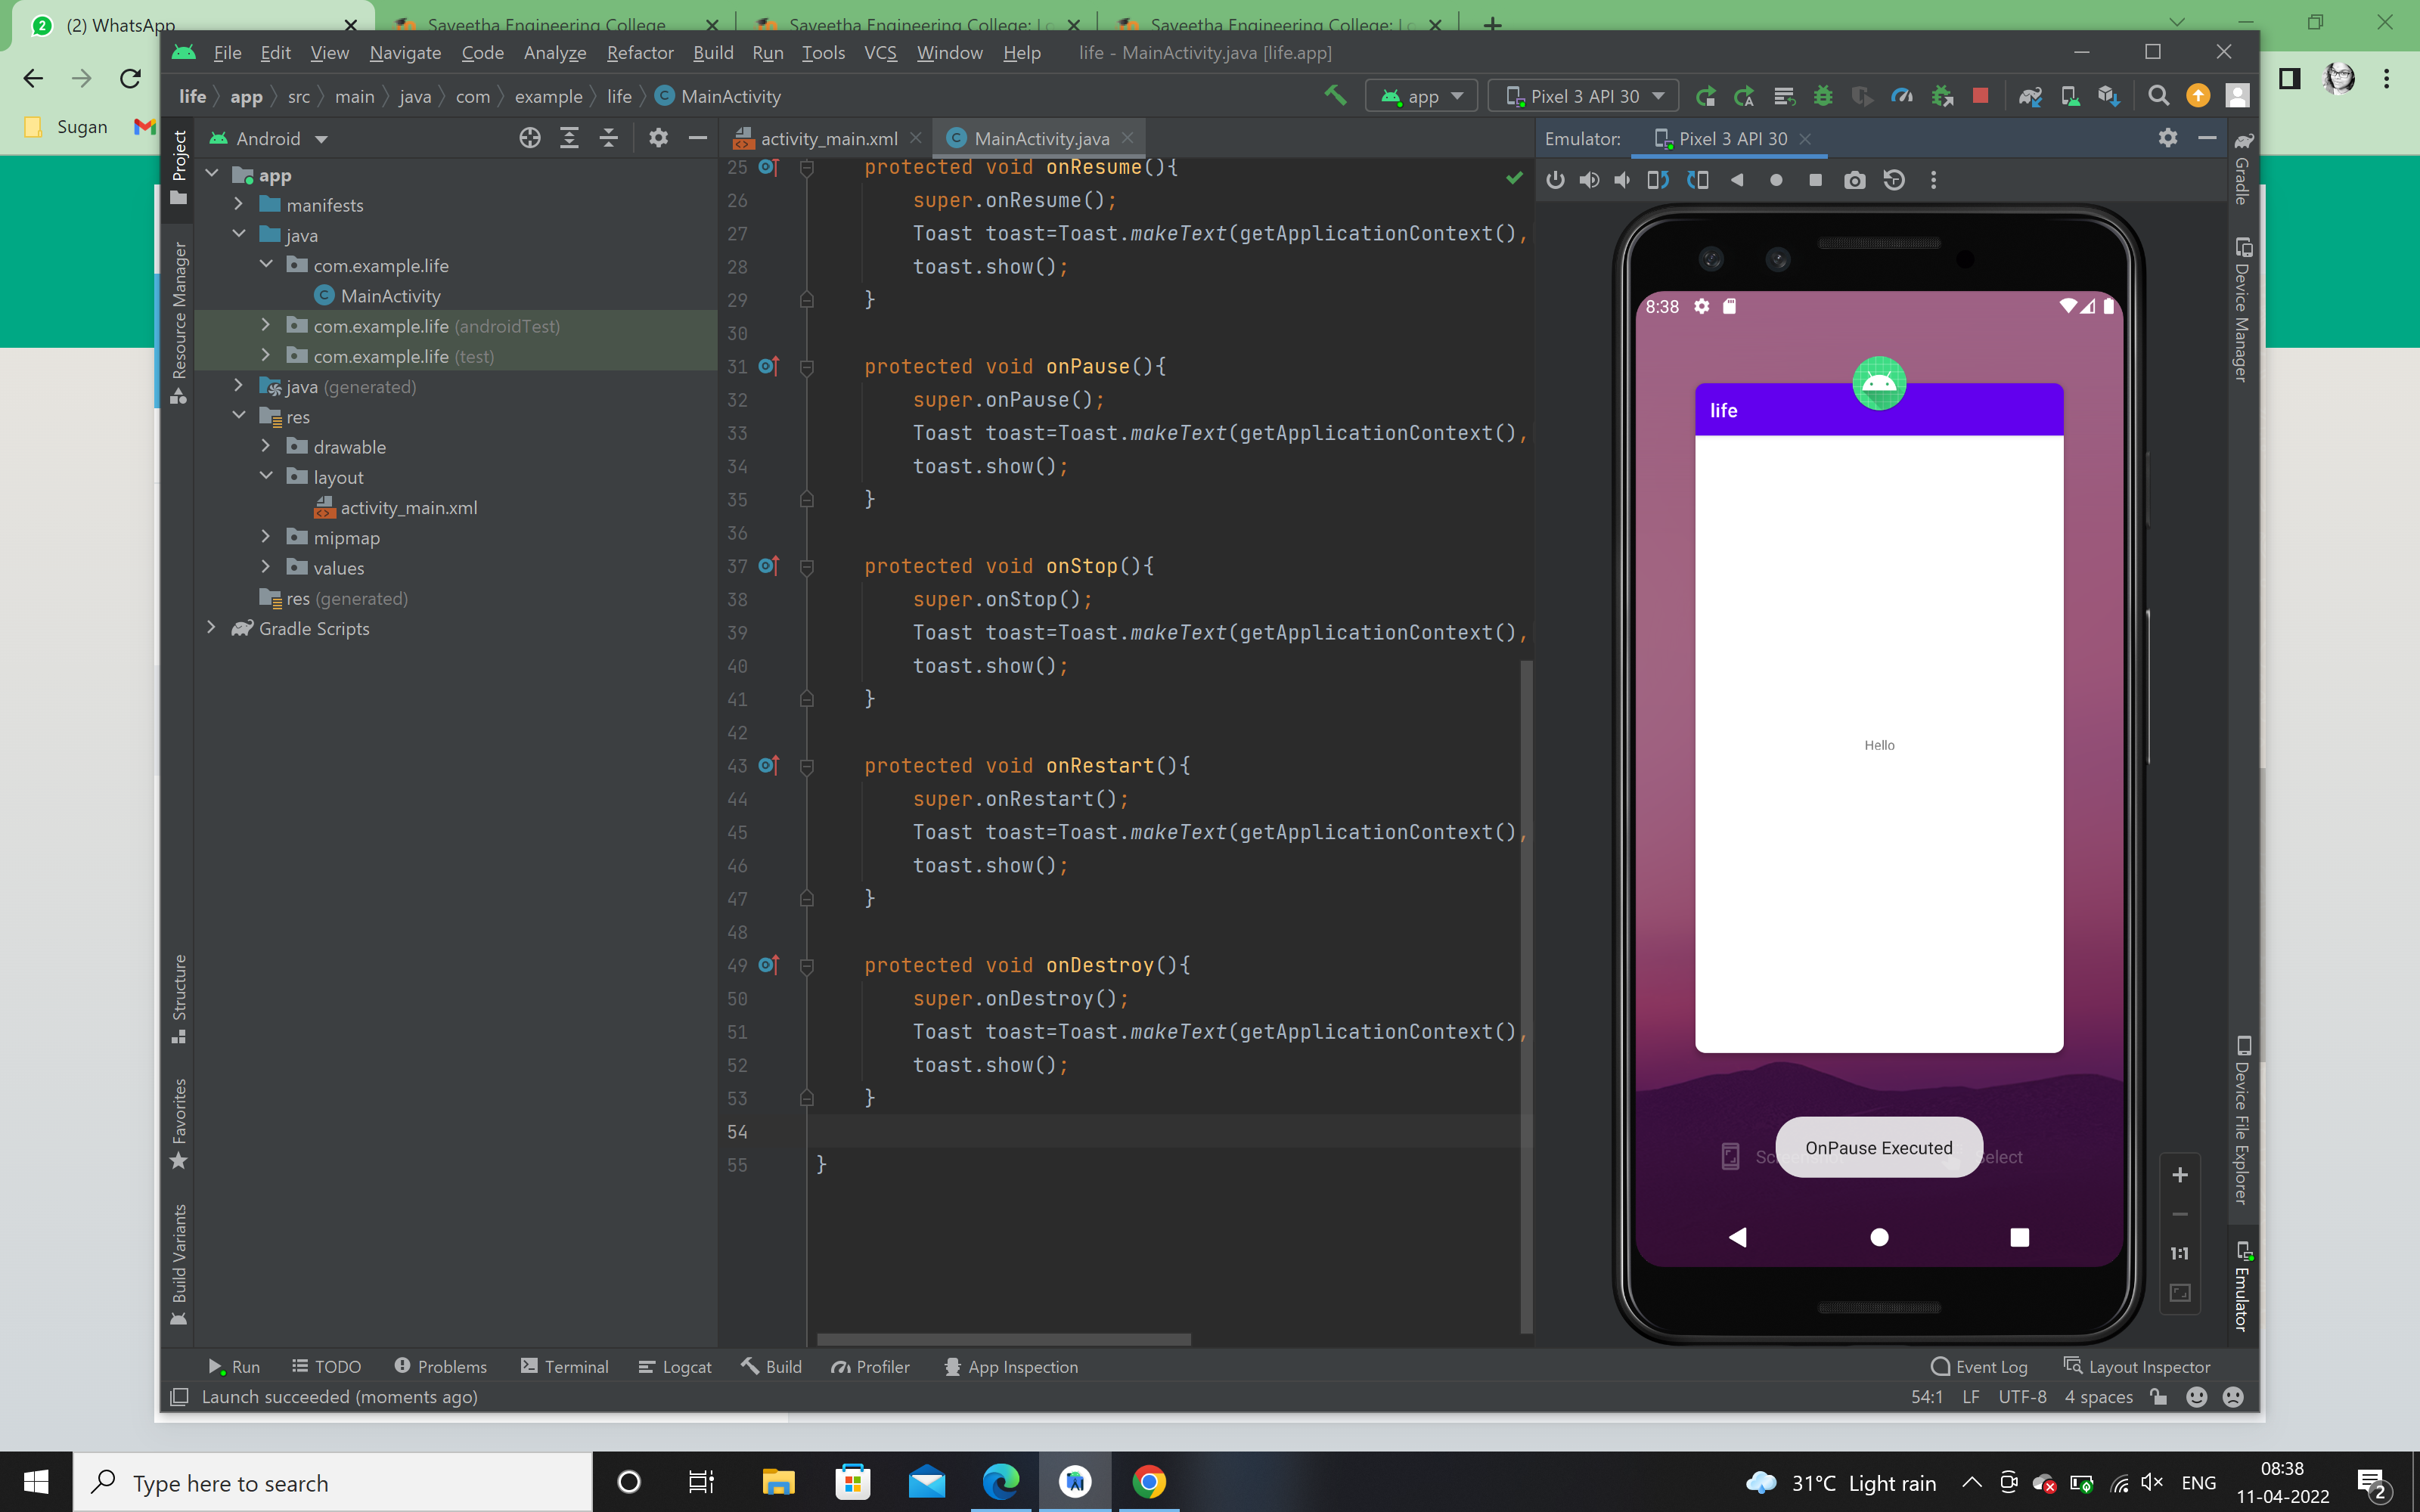 (2) WhatsApp
Saveetha Engineering College
Saveetha Engineering College: Lo
Saveetha Engineering College: Lo
File Edit View Navigate Code Analyze Refactor Build Run Tools VCS Window Help life - MainActivity.java [life.app]
life app src main java com example life MainActivity
app
Pixel 3 API 30
Sugan
Android
activity_main.xml
MainActivity.java
Emulator: Pixel 3 API 30
Project
Resource Manager
Structure
Favorites
Build Variants
app
manifests
java
com.example.life
MainActivity
com.example.life (androidTest)
com.example.life (test)
java (generated)
res
drawable
layout
activity_main.xml
mipmap
values
res (generated)
Gradle Scripts
25 protected void onResume(){
26 super.onResume();
27 Toast toast=Toast.makeText(getApplicationContext(),
28 toast.show();
29 }
30
31 protected void onPause(){
32 super.onPause();
33 Toast toast=Toast.makeText(getApplicationContext(),
34 toast.show();
35 }
36
37 protected void onStop(){
38 super.onStop();
39 Toast toast=Toast.makeText(getApplicationContext(),
40 toast.show();
41 }
42
43 protected void onRestart(){
44 super.onRestart();
45 Toast toast=Toast.makeText(getApplicationContext(),
46 toast.show();
47 }
48
49 protected void onDestroy(){
50 super.onDestroy();
51 Toast toast=Toast.makeText(getApplicationContext(),
52 toast.show();
53 }
54
55 }
8:38
life
Hello
OnPause Executed
1:1
Gradle
Device Manager
Device File Explorer
Emulator
Run TODO Problems Terminal Logcat Build Profiler App Inspection Event Log Layout Inspector
Launch succeeded (moments ago) 54:1 LF UTF-8 4 spaces
Type here to search
31°C Light rain
ENG
08:38
11-04-2022
2